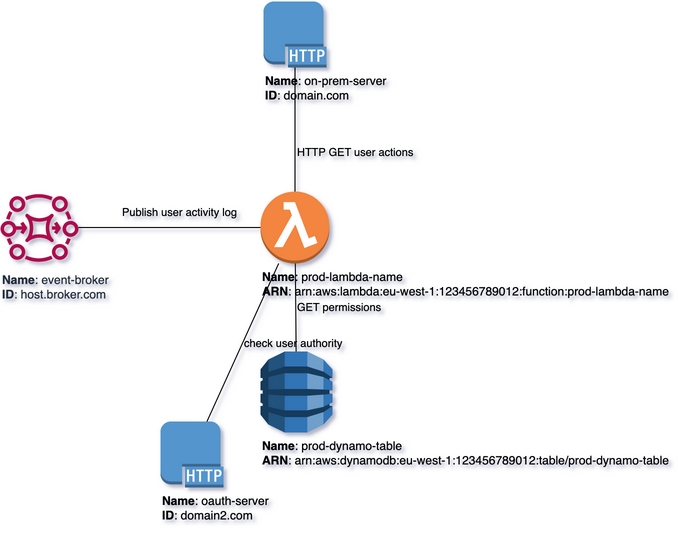 HTTP
Name: on-prem-server
ID: domain.com
HTTP GET user actions
Publish user activity log
λ
Name: event-broker
ID: host.broker.com
Name: prod-lambda-name
ARN: arn:aws:lambda:eu-west-1:123456789012:function:prod-lambda-name
GET permissions
check user authority
Name: prod-dynamo-table
ARN: arn:aws:dynamodb:eu-west-1:123456789012:table/prod-dynamo-table
HTTP
Name: oauth-server
ID: domain2.com